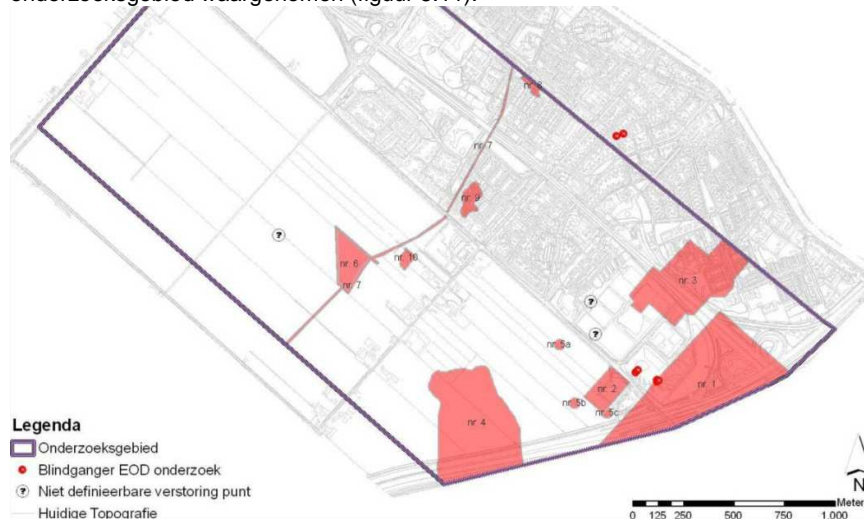 onderzoeksgebied waargenomen (figuur 3.11).
nr. 8
nr. 7
nr. 9
nr. 6
nr. 10
nr. 7
nr. 3
nr. 5a
nr. 2
nr. 1
nr. 5b
nr. 5c
nr. 4
?
?
?
Legenda
Onderzoeksgebied
Blindganger EOD onderzoek
? Niet definieerbare verstoring punt
Huidige Topografie
N
Meter
0 125 250 500 750 1.000